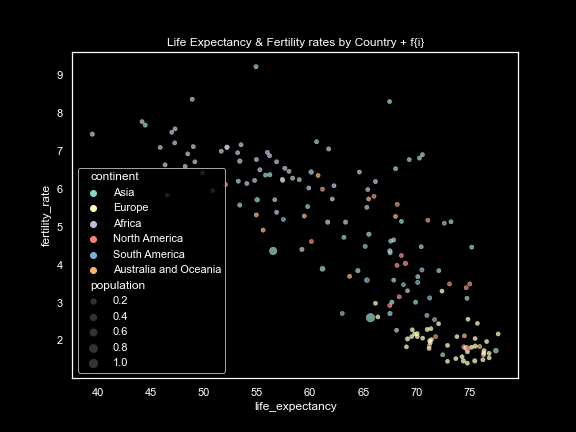 Life Expectancy & Fertility rates by Country + f{i}
9
8
7
6
5
4
3
2
fertility_rate
continent
Asia
Europe
Africa
North America
South America
Australia and Oceania
population
0.2
0.4
0.6
0.8
1.0
40 45 50 55 60 65 70 75
life_expectancy